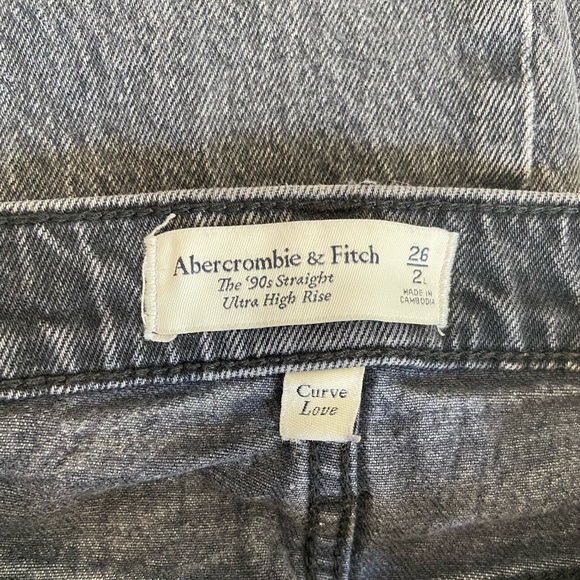 Abercrombie & Fitch
The '90s Straight
Ultra High Rise
26
2L
MADE IN
CAMBODIA
Curve
Love